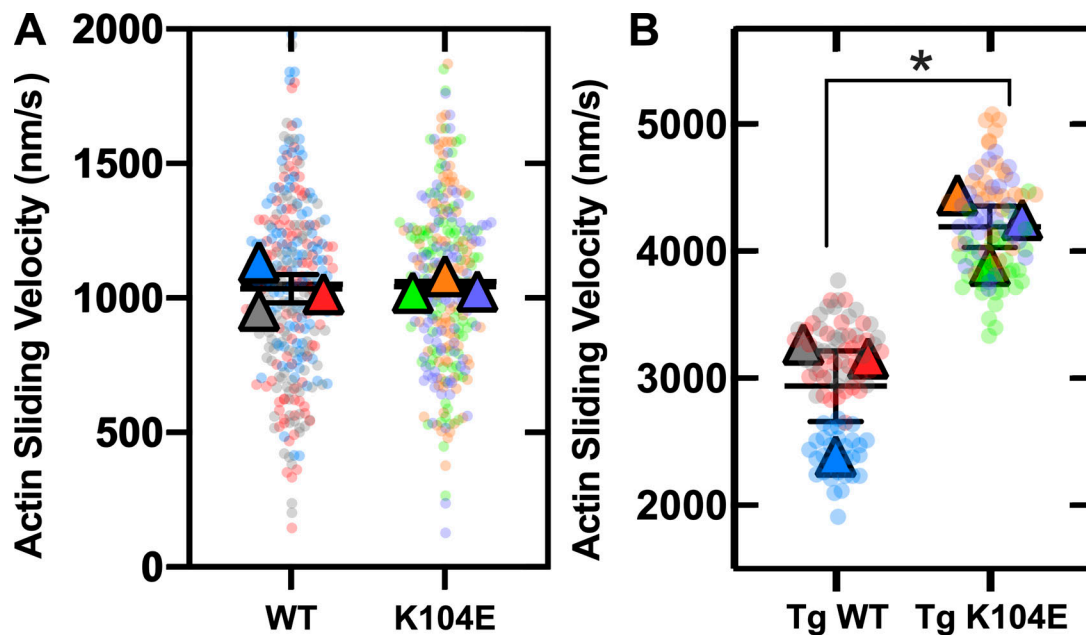 A
Actin Sliding Velocity (nm/s)
2000
1500
1000
500
0
WT K104E
B
Actin Sliding Velocity (nm/s)
*
5000
4000
3000
2000
Tg WT Tg K104E